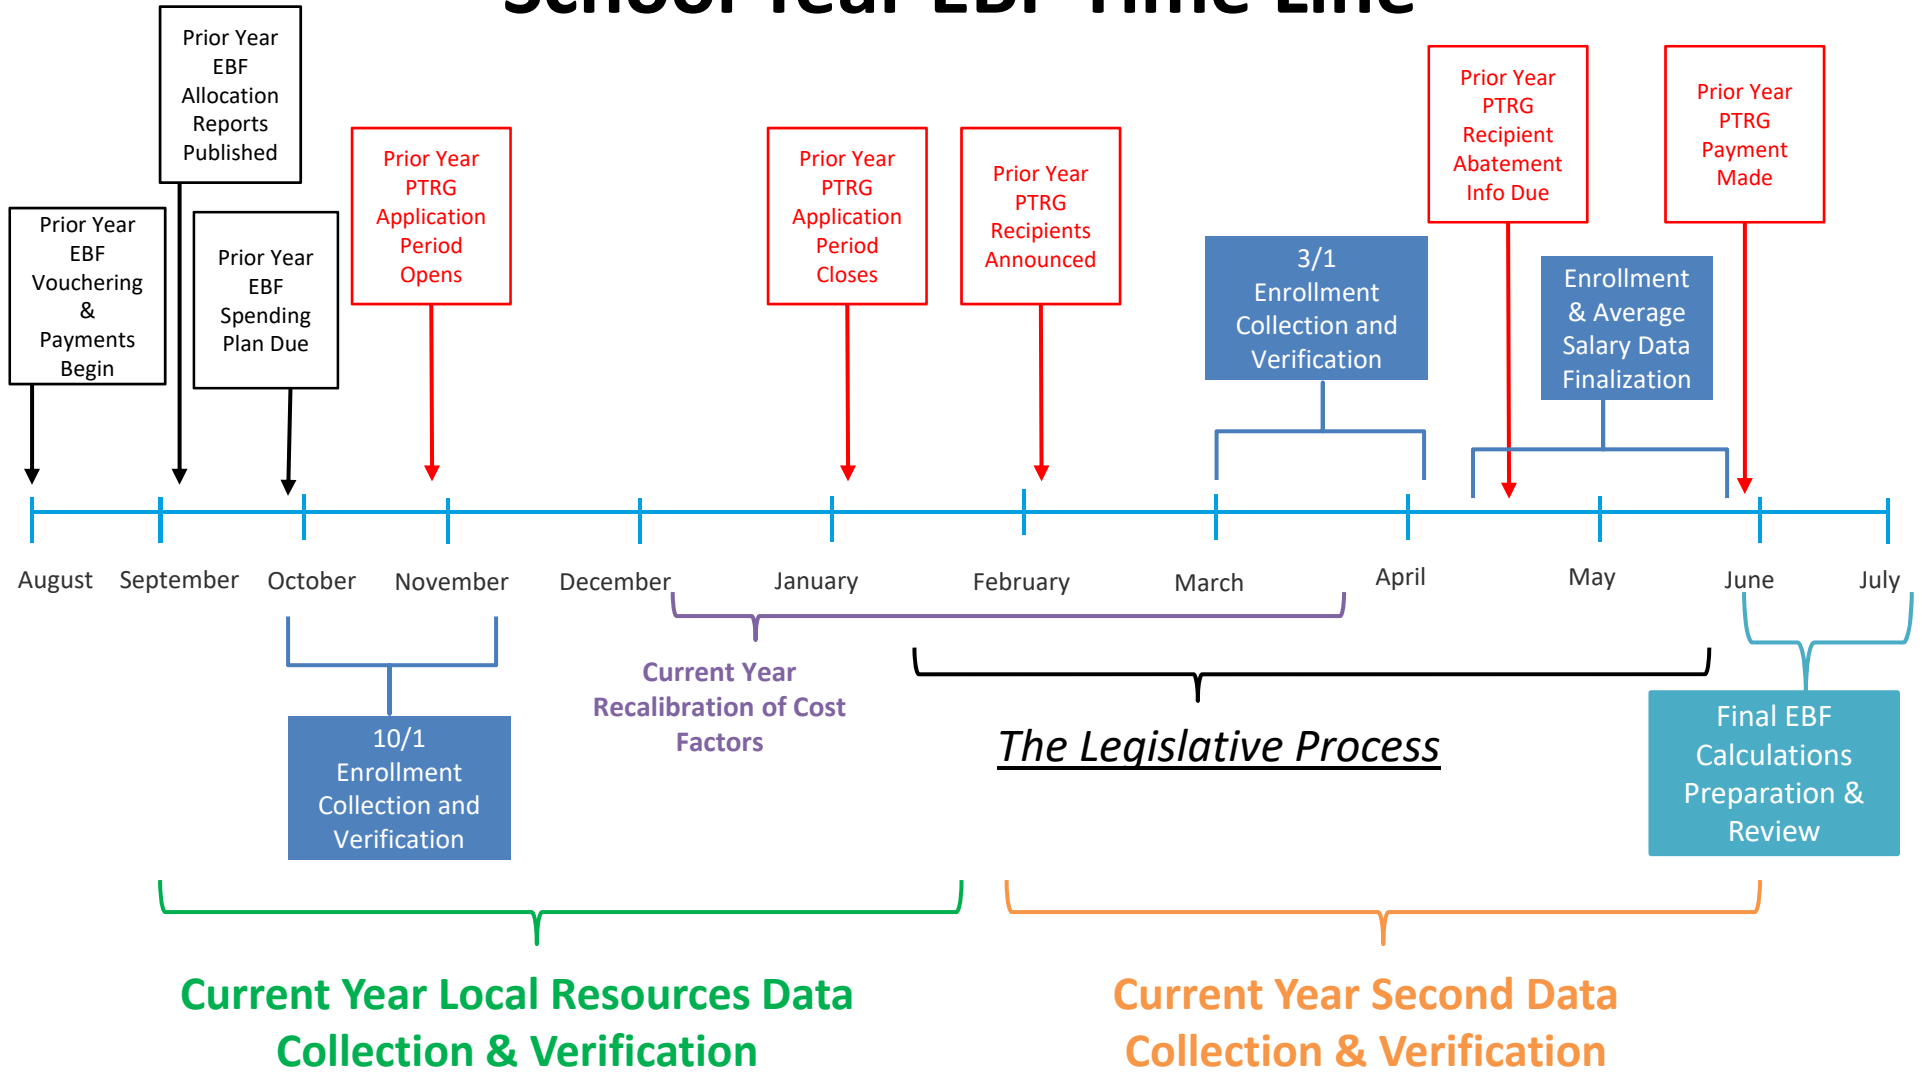 School Year EBF Time Line
Prior Year
EBF
Allocation
Reports
Published
Prior Year
EBF
Vouchering
&
Payments
Begin
Prior Year
EBF
Spending
Plan Due
Prior Year
PTRG
Application
Period
Opens
Prior Year
PTRG
Application
Period
Closes
Prior Year
PTRG
Recipients
Announced
3/1
Enrollment
Collection and
Verification
Prior Year
PTRG
Recipient
Abatement
Info Due
Enrollment
& Average
Salary Data
Finalization
Prior Year
PTRG
Payment
Made
August September October November December January February March April May June July
10/1
Enrollment
Collection and
Verification
Current Year
Recalibration of Cost
Factors
The Legislative Process
Final EBF
Calculations
Preparation &
Review
Current Year Local Resources Data
Collection & Verification
Current Year Second Data
Collection & Verification